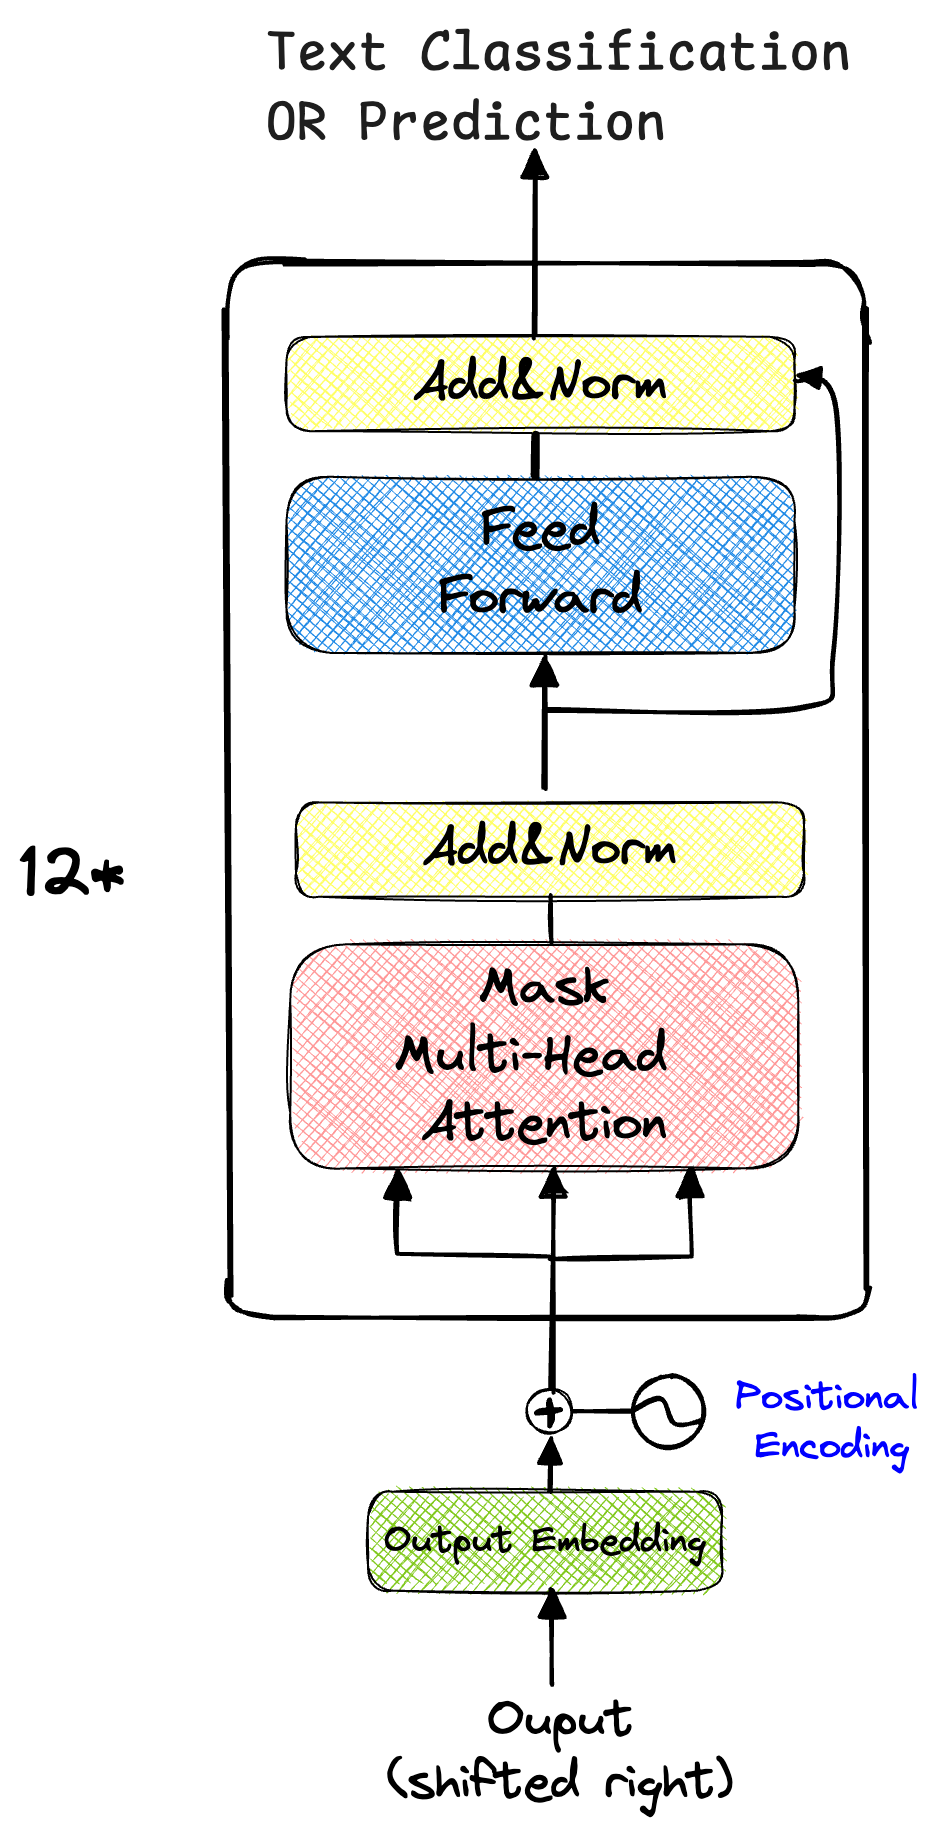 Text Classification
OR Prediction
Add&Norm
Feed
Forward
Add&Norm
12*
Mask
Multi-Head
Attention
+
Positional
Encoding
Output Embedding
Ouput
(shifted right)